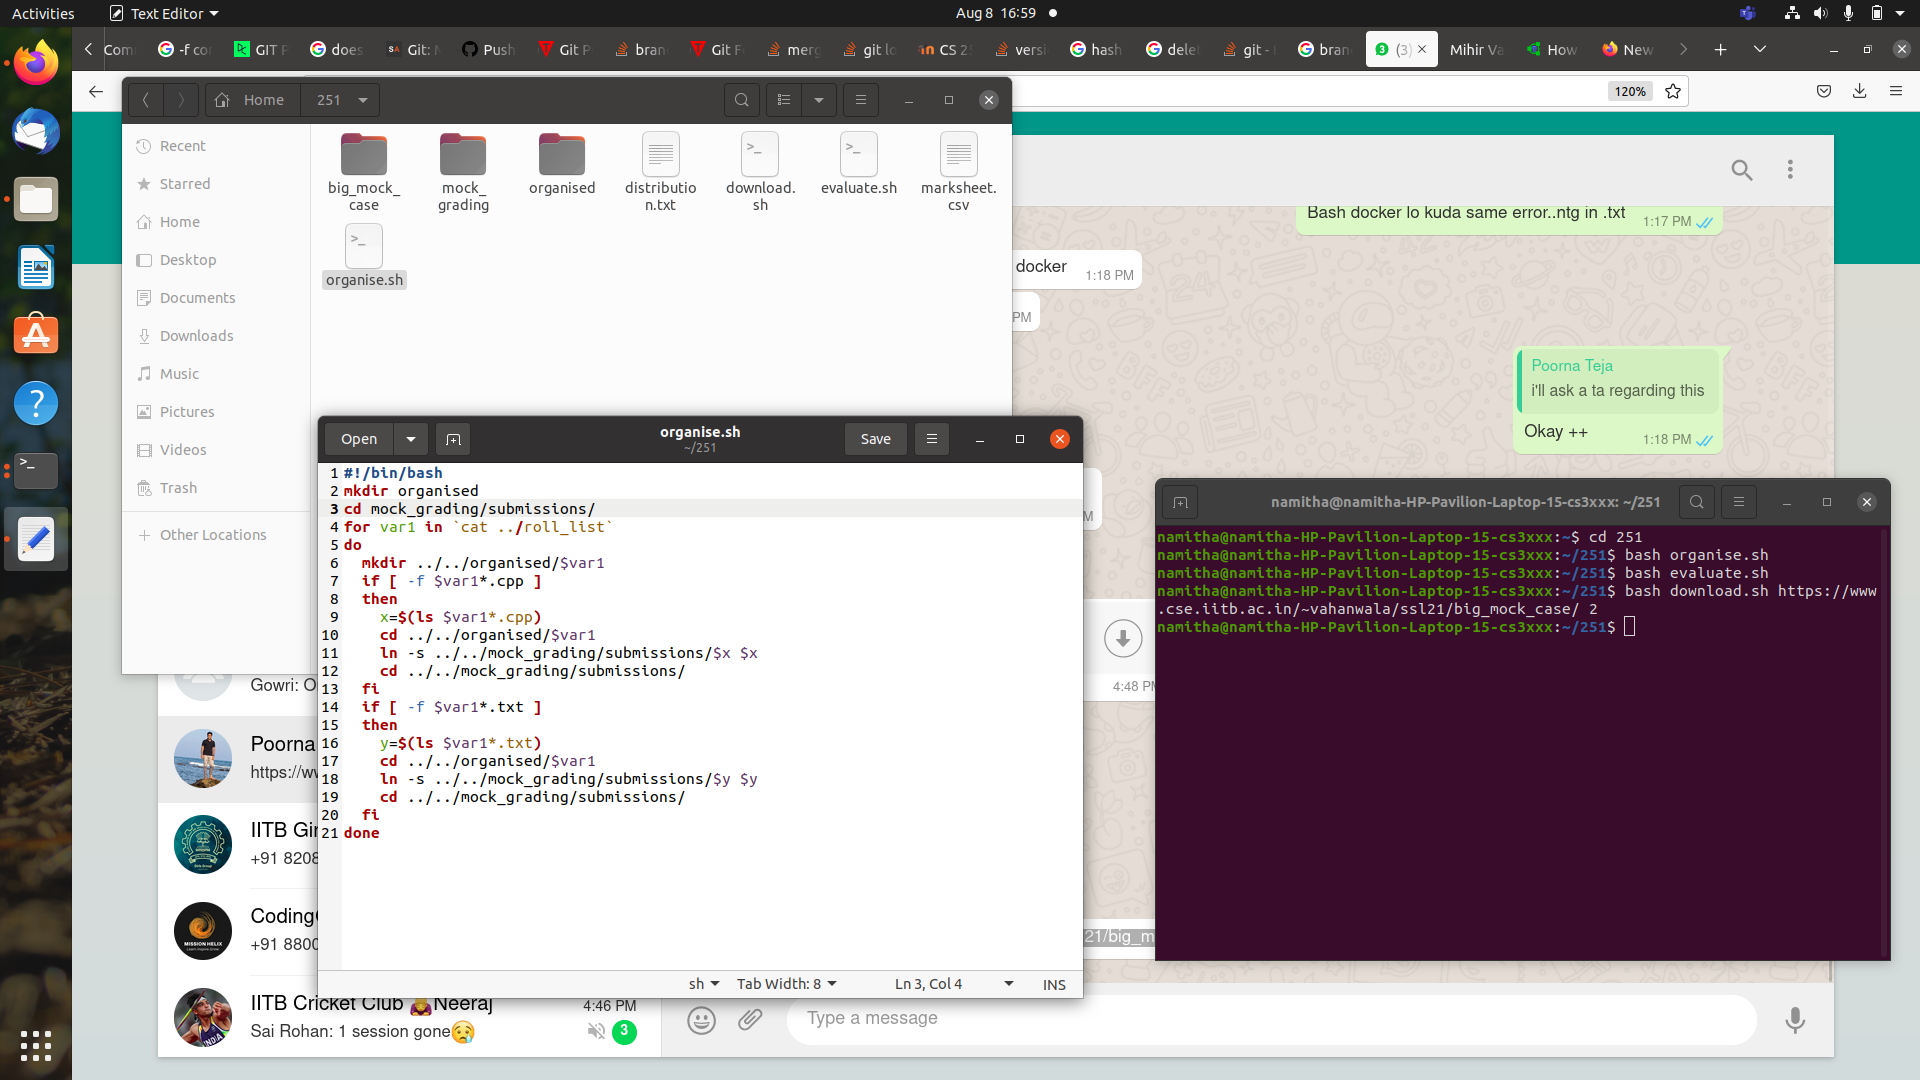 Activities
Text Editor
Aug 8 16:59
-f co
GIT
does
Git:
Push
Git P
bran
Git F
merg
git lo
CS 2
versi
hash
delet
git -
bran
(3)
Mihir Va
How
New
120%
Home
251
Recent
Starred
Home
Desktop
Documents
Downloads
Music
Pictures
Videos
Trash
Other Locations
big_mock_
case
mock_
grading
organised
distributio
n.txt
download.
sh
evaluate.sh
marksheet.
csv
organise.sh
Bash docker lo kuda same error..ntg in .txt
1:17 PM
docker
1:18 PM
PM
Poorna Teja
i'll ask a ta regarding this
Okay ++
1:18 PM
M
4:48 PM
21/big_m
Open
organise.sh
~/251
Save
1 #!/bin/bash
2 mkdir organised
3 cd mock_grading/submissions/
4 for var1 in `cat ../roll_list`
5 do
6   mkdir ../../organised/$var1
7   if [ -f $var1*.cpp ]
8   then
9     x=$(ls $var1*.cpp)
10     cd ../../organised/$var1
11     ln -s ../../mock_grading/submissions/$x $x
12     cd ../../mock_grading/submissions/
13   fi
14   if [ -f $var1*.txt ]
15   then
16     y=$(ls $var1*.txt)
17     cd ../../organised/$var1
18     ln -s ../../mock_grading/submissions/$y $y
19     cd ../../mock_grading/submissions/
20   fi
21 done
sh
Tab Width: 8
Ln 3, Col 4
INS
namitha@namitha-HP-Pavilion-Laptop-15-cs3xxx: ~/251
namitha@namitha-HP-Pavilion-Laptop-15-cs3xxx:~$ cd 251
namitha@namitha-HP-Pavilion-Laptop-15-cs3xxx:~/251$ bash organise.sh
namitha@namitha-HP-Pavilion-Laptop-15-cs3xxx:~/251$ bash evaluate.sh
namitha@namitha-HP-Pavilion-Laptop-15-cs3xxx:~/251$ bash download.sh https://www
.cse.iitb.ac.in/~vahanwala/ssl21/big_mock_case/ 2
namitha@namitha-HP-Pavilion-Laptop-15-cs3xxx:~/251$
Gowri: O
Poorna
https://w
IITB Gir
+91 8208
MISSION HELIX
Coding
+91 8800
IITB Cricket Club 🙇Neeraj
4:46 PM
Sai Rohan: 1 session gone😢
3
INDIA
Type a message